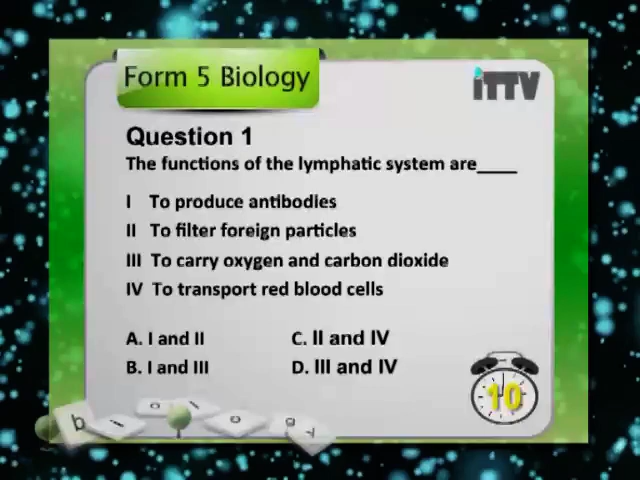 Form 5 Biology
iTTV
Question 1
The functions of the lymphatic system are____
I To produce antibodies
II To filter foreign particles
III To carry oxygen and carbon dioxide
IV To transport red blood cells
A. I and II
C. II and IV
B. I and III
D. III and IV
10
b i o l o g y